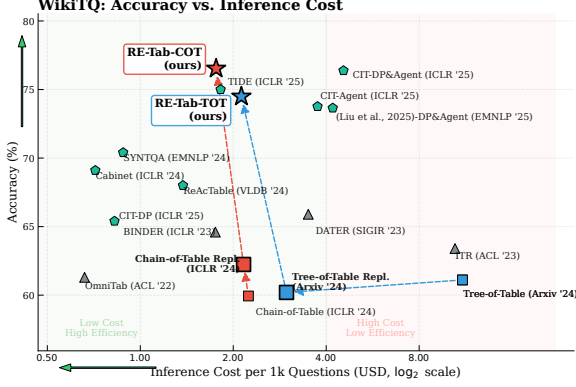 WikiTQ: Accuracy vs. Inference Cost
80
RE-Tab-COT
(ours)
CIT-DP&Agent (ICLR '25)
TIDE (ICLR '25)
75
RE-Tab-TOT
(ours)
CIT-Agent (ICLR '25)
(Liu et al., 2025)-DP&Agent (EMNLP '25)
Accuracy (%)
70
SYNTQA (EMNLP '24)
Cabinet (ICLR '24)
ReAcTable (VLDB '24)
CIT-DP (ICLR '25)
65
BINDER (ICLR '23)
DATER (SIGIR '23)
Chain-of-Table Repl.
(ICLR '24)
ITR (ACL '23)
OmniTab (ACL '22)
Tree-of-Table Repl.
(Arxiv '24)
60
Tree-of-Table (Arxiv '24)
Chain-of-Table (ICLR '24)
Low Cost
High Efficiency
High Cost
Low Efficiency
0.50
1.00
2.00
4.00
8.00
Inference Cost per 1k Questions (USD, log₂ scale)